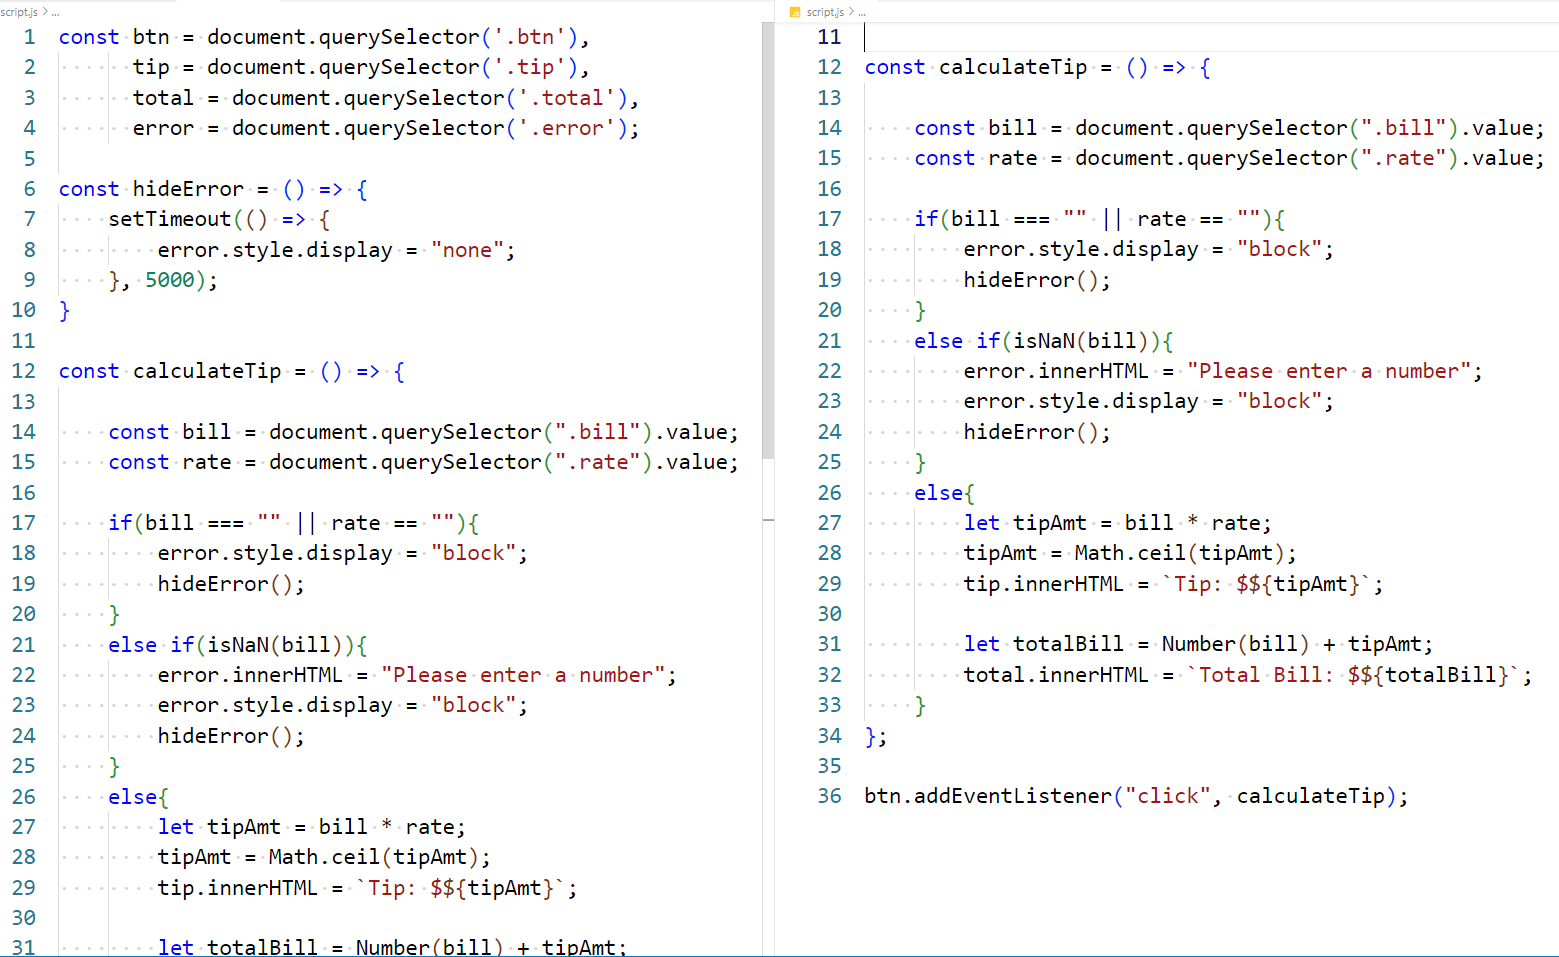 script.js > ...
1 const btn = document.querySelector('.btn'),
2 tip = document.querySelector('.tip'),
3 total = document.querySelector('.total'),
4 error = document.querySelector('.error');
5
6 const hideError = () => {
7 setTimeout(() => {
8 error.style.display = "none";
9 }, 5000);
10 }
11
12 const calculateTip = () => {
13
14 const bill = document.querySelector(".bill").value;
15 const rate = document.querySelector(".rate").value;
16
17 if(bill === "" || rate == ""){
18 error.style.display = "block";
19 hideError();
20 }
21 else if(isNaN(bill)){
22 error.innerHTML = "Please enter a number";
23 error.style.display = "block";
24 hideError();
25 }
26 else{
27 let tipAmt = bill * rate;
28 tipAmt = Math.ceil(tipAmt);
29 tip.innerHTML = `Tip: $${tipAmt}`;
30
31 let totalBill = Number(bill) + tipAmt;
script.js > ...
11
12 const calculateTip = () => {
13
14 const bill = document.querySelector(".bill").value;
15 const rate = document.querySelector(".rate").value;
16
17 if(bill === "" || rate == ""){
18 error.style.display = "block";
19 hideError();
20 }
21 else if(isNaN(bill)){
22 error.innerHTML = "Please enter a number";
23 error.style.display = "block";
24 hideError();
25 }
26 else{
27 let tipAmt = bill * rate;
28 tipAmt = Math.ceil(tipAmt);
29 tip.innerHTML = `Tip: $${tipAmt}`;
30
31 let totalBill = Number(bill) + tipAmt;
32 total.innerHTML = `Total Bill: $${totalBill}`;
33 }
34 };
35
36 btn.addEventListener("click", calculateTip);